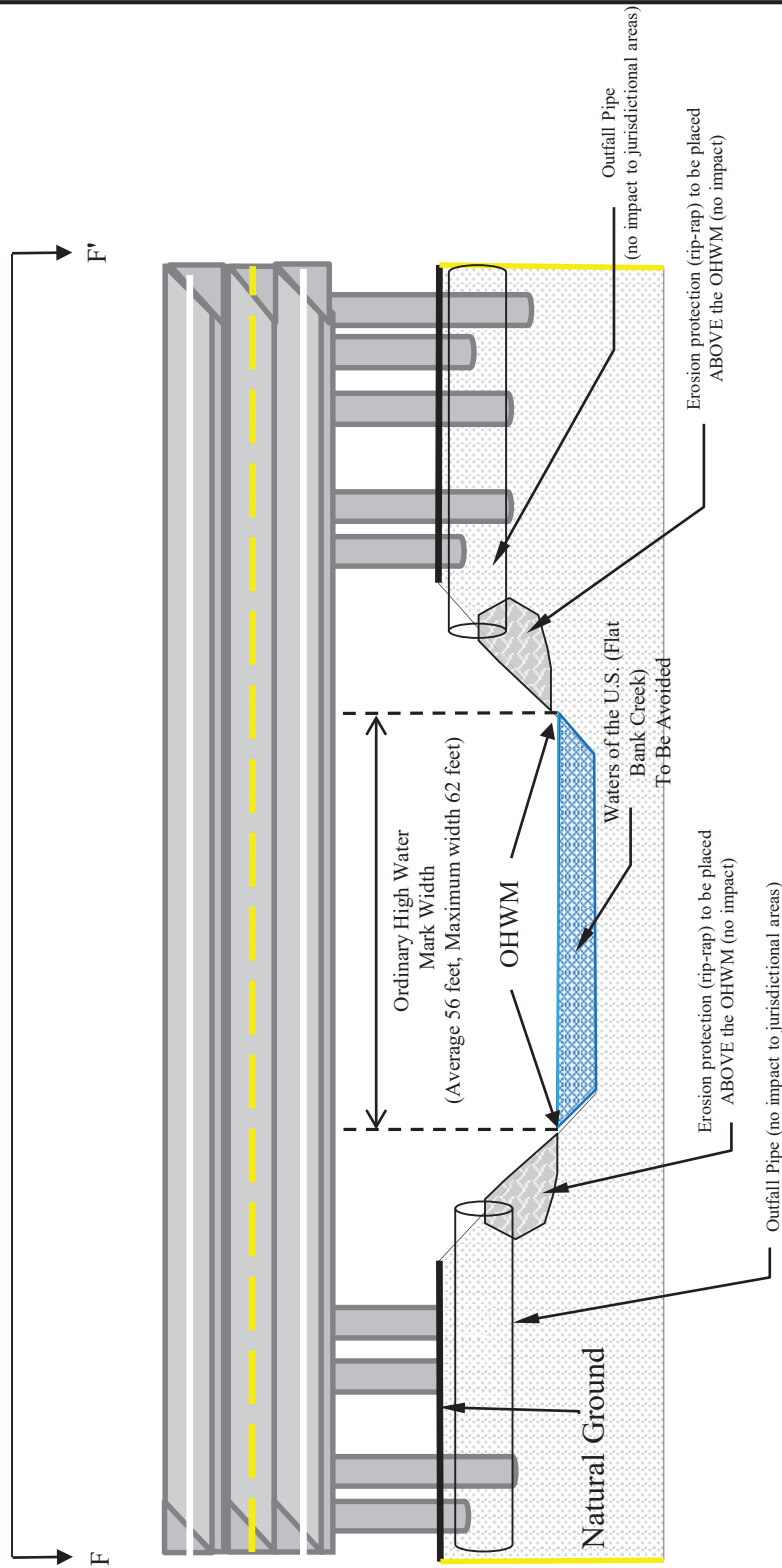 F
F'
Ordinary High Water
Mark Width
(Average 56 feet, Maximum width 62 feet)
OHWM
Natural Ground
Waters of the U.S. (Flat
Bank Creek)
To Be Avoided
Outfall Pipe
(no impact to jurisdictional areas)
Erosion protection (rip-rap) to be placed
ABOVE the OHWM (no impact)
Erosion protection (rip-rap) to be placed
ABOVE the OHWM (no impact)
Outfall Pipe (no impact to jurisdictional areas)